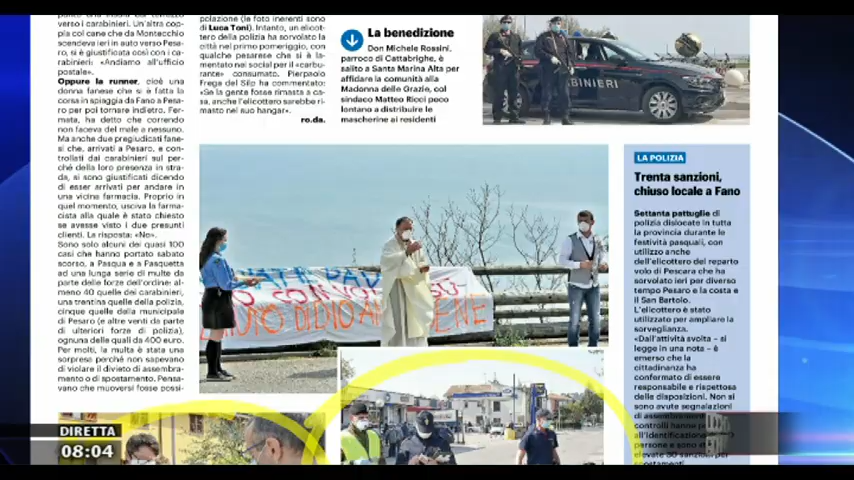 verso i carabinieri. Un'altra cop-
pia col cane che da Montecchio
scendeva ieri in auto verso Pesa-
ro, si è giustificata così con i ca-
rabinieri: «Andiamo all'ufficio
postale».
Oppure la runner, cioè una
donna fanese che si è fatta la
corsa in spiaggia da Fano a Pesa-
ro per poi tornare indietro. Fer-
mata, ha detto che correndo
non faceva del male a nessuno.
Ma anche due pregiudicati fane-
si che, arrivati a Pesaro, e con-
trollati dai carabinieri sul per-
ché della loro presenza in stra-
da, si sono giustificati dicendo
di esser arrivati per andare in
una vicina farmacia. Proprio in
quel momento, usciva la farma-
cista alla quale è stato chiesto
se avesse visto i due presunti
clienti. La risposta: «No».
Sono solo alcuni dei quasi 100
casi che hanno portato sabato
scorso, a Pasqua e a Pasquetta
ad una lunga serie di multe da
parte delle forze dell'ordine: al-
meno 40 quelle dei carabinieri,
una trentina quelle della polizia,
cinque quelle della municipale
di Pesaro (e altre venti da parte
di ulteriori forze di polizia),
ognuna delle quali da 400 euro.
Per molti, la multa è stata una
sorpresa perché non sapevano
di violare il divieto di assembra-
mento o di spostamento. Pensa-
vano che muoversi fosse possi-
polazione (le foto inerenti sono
di Luca Toni). Intanto, un elicot-
tero della polizia ha sorvolato la
città nel primo pomeriggio, con
qualche pesarese che si è la-
mentato nei social per il «carbu-
rante» consumato. Pierpaolo
Frega del Silp ha commentato:
«Se la gente fosse rimasta a ca-
sa, anche l'elicottero sarebbe ri-
masto nel suo hangar».
ro.da.
La benedizione
Don Michele Rossini,
parroco di Cattabrighe, è
salito a Santa Marina Alta per
affidare la comunità alla
Madonna delle Grazie, col
sindaco Matteo Ricci poco
lontano a distribuire le
mascherine ai residenti
CARABINIERI
LA POLIZIA
Trenta sanzioni,
chiuso locale a Fano
Settanta pattuglie di
polizia dislocate in tutta
la provincia durante le
festività pasquali, con
utilizzo anche
dell'elicottero del reparto
volo di Pescara che ha
sorvolato ieri per diverso
tempo Pesaro e la costa e
il San Bartolo.
L'elicottero è stato
utilizzato per ampliare la
sorveglianza.
«Dall'attività svolta – si
legge in una nota – è
emerso che la
cittadinanza ha
confermato di essere
responsabile e rispettosa
delle disposizioni. Non si
sono avute segnalazioni
di
controlli hanno
all'identificazione
persone e sono
elevate 30 sanzioni
DIRETTA
08:04